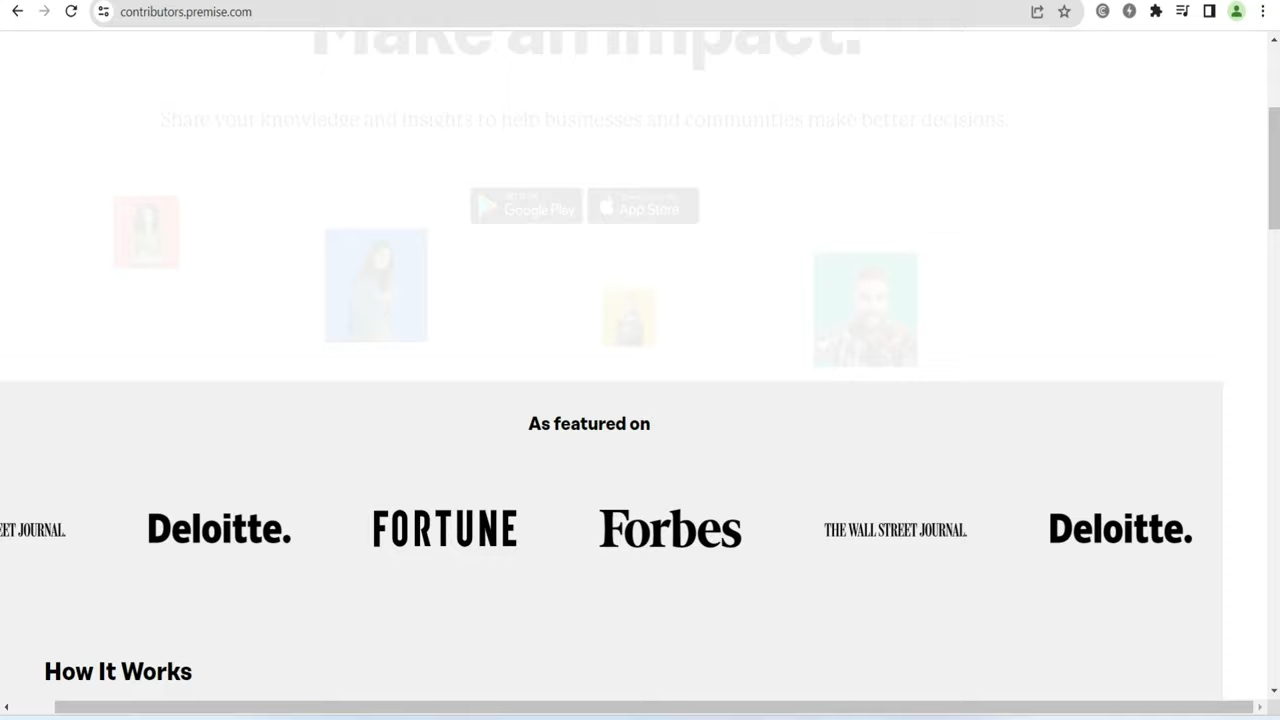 contributors.premise.com
Make an impact.
Share your knowledge and insights to help businesses and communities make better decisions.
Google Play
App Store
As featured on
EET JOURNAL.
Deloitte.
FORTUNE
Forbes
THE WALL STREET JOURNAL.
Deloitte.
How It Works